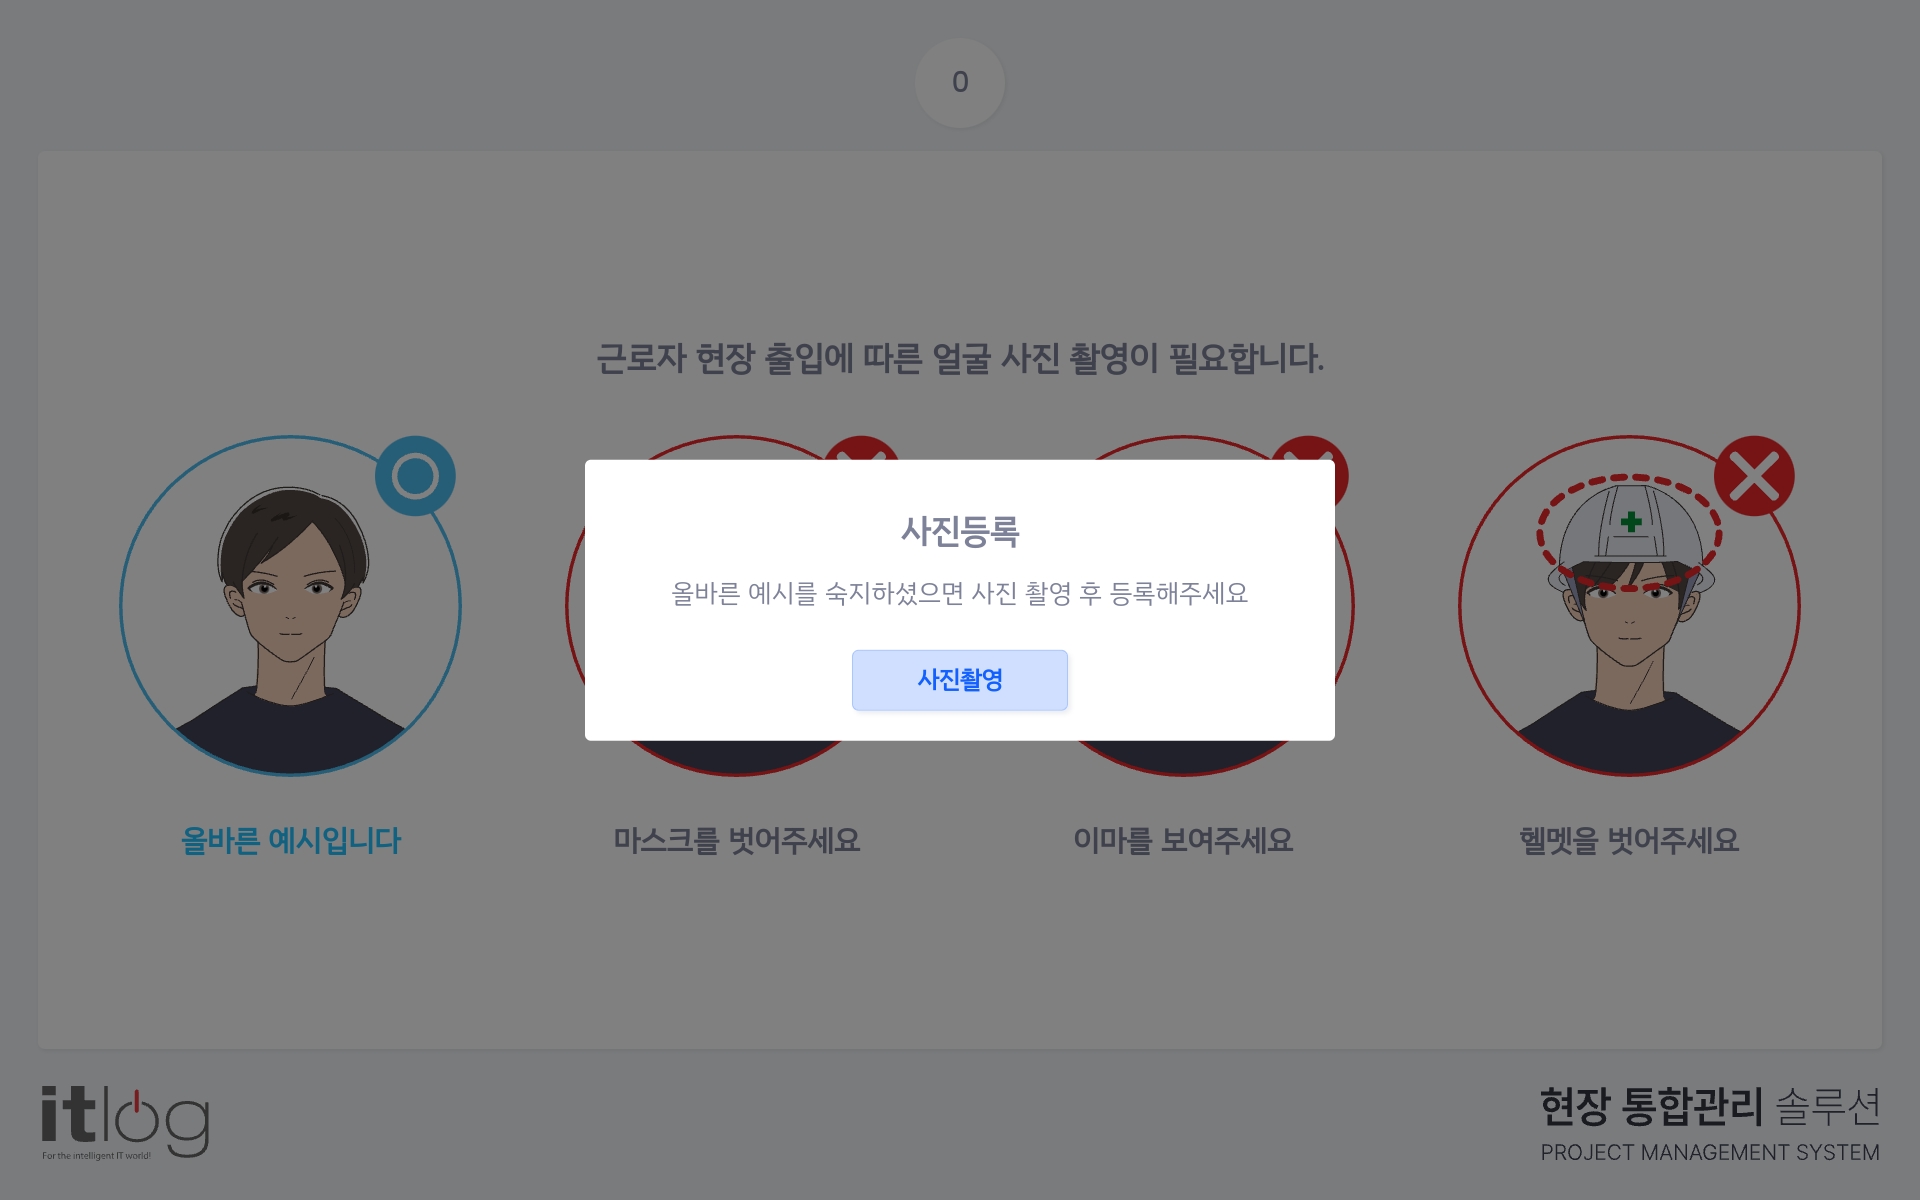 0
근로자 현장 출입에 따른 얼굴 사진 촬영이 필요합니다.
사진등록
올바른 예시를 숙지하셨으면 사진 촬영 후 등록해주세요
사진촬영
올바른 예시입니다
마스크를 벗어주세요
이마를 보여주세요
헬멧을 벗어주세요
itlog
For the intelligent IT world!
현장 통합관리 솔루션
PROJECT MANAGEMENT SYSTEM